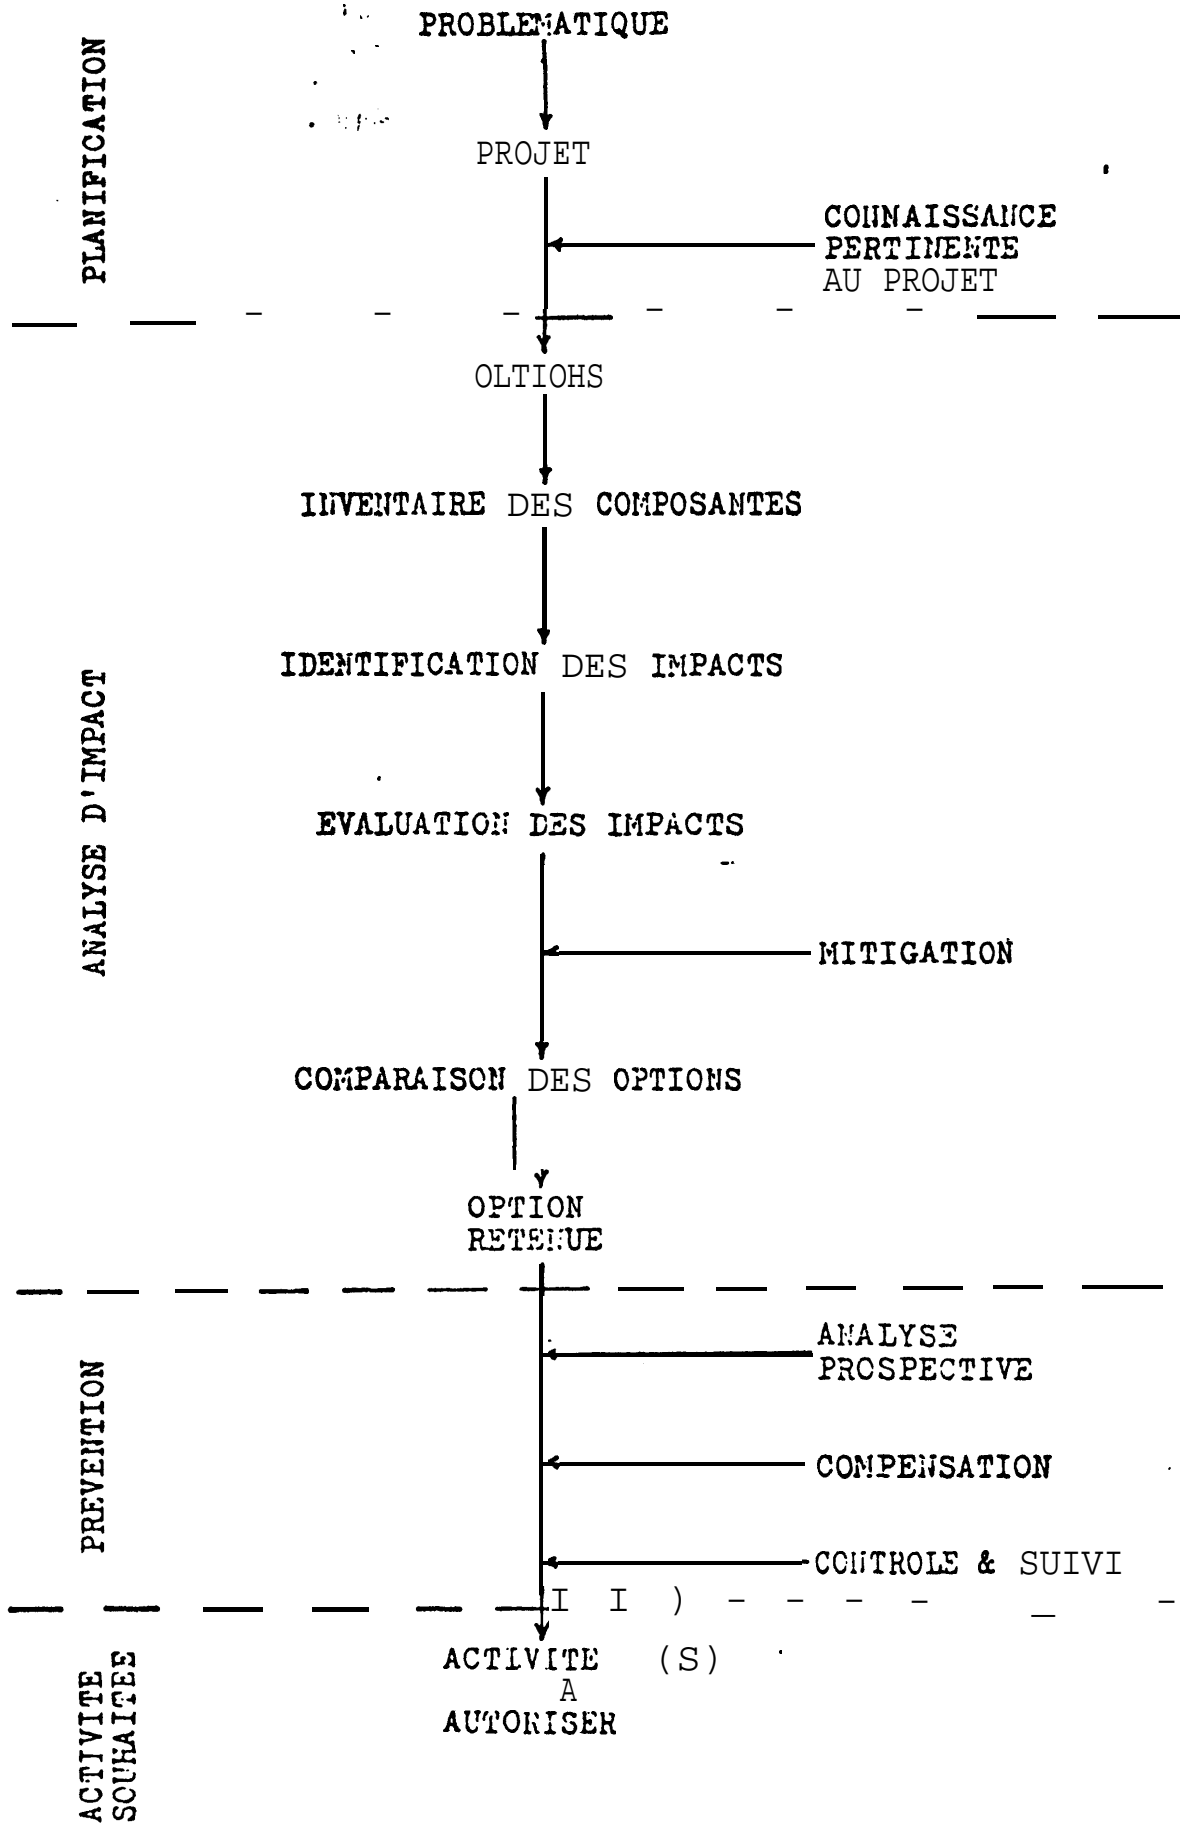 PROBLEMATIQUE
PLANIFICATION
PROJET
CONNAISSANCE
PERTINENTE
AU PROJET
OLTIOHS
INVENTAIRE DES COMPOSANTES
IDENTIFICATION DES IMPACTS
ANALYSE D'IMPACT
EVALUATION DES IMPACTS
MITIGATION
COMPARAISON DES OPTIONS
OPTION
RETENUE
ANALYSE
PROSPECTIVE
PREVENTION
COMPENSATION
CONTROLE & SUIVI
I I )
ACTIVITE (S)
A
AUTORISER
ACTIVITE
SOUHAITEE